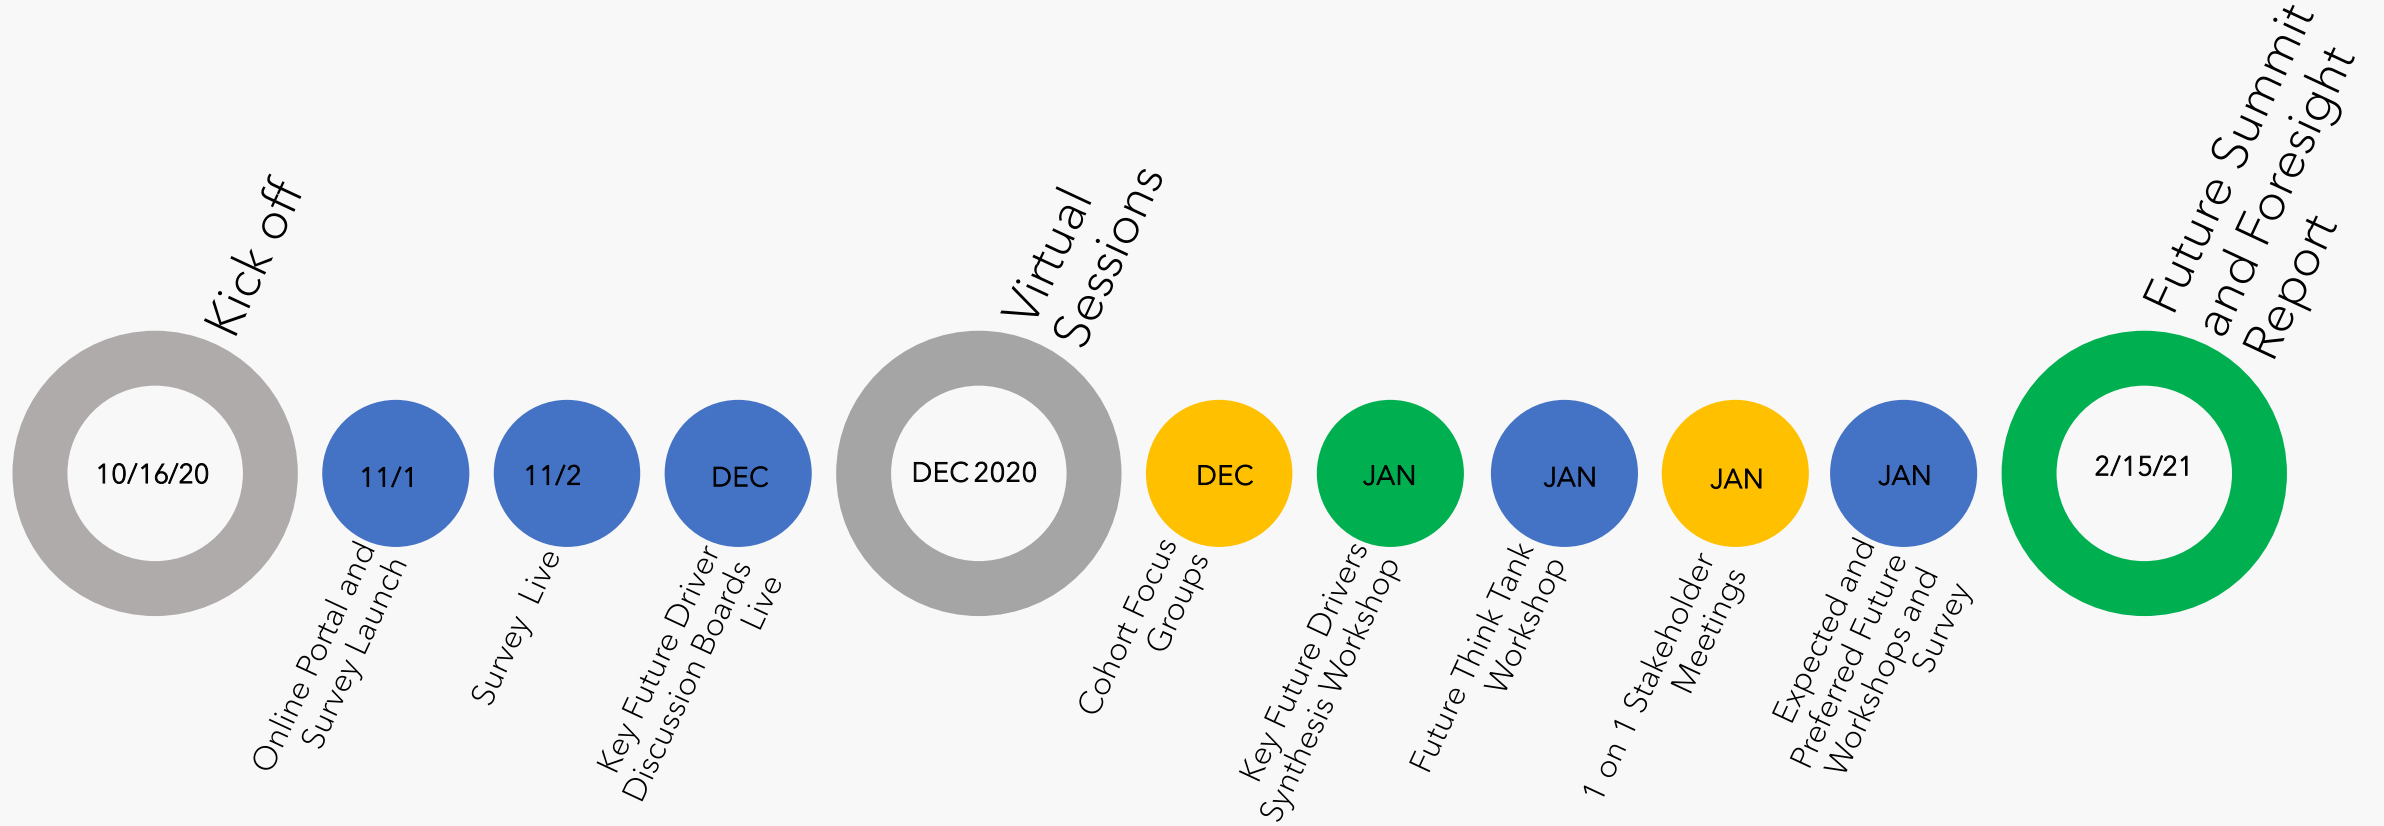 Kick off
10/16/20
11/1
Online Portal and
Survey Launch
11/2
Survey Live
DEC
Key Future Driver
Discussion Boards
Live
Virtual
Sessions
DEC 2020
DEC
Cohort Focus
Groups
JAN
Key Future Drivers
Synthesis Workshop
JAN
Future Think Tank
Workshop
JAN
1 on 1 Stakeholder
Meetings
JAN
Expected and
Preferred Future
Workshops and
Survey
Future Summit
and Foresight
Report
2/15/21